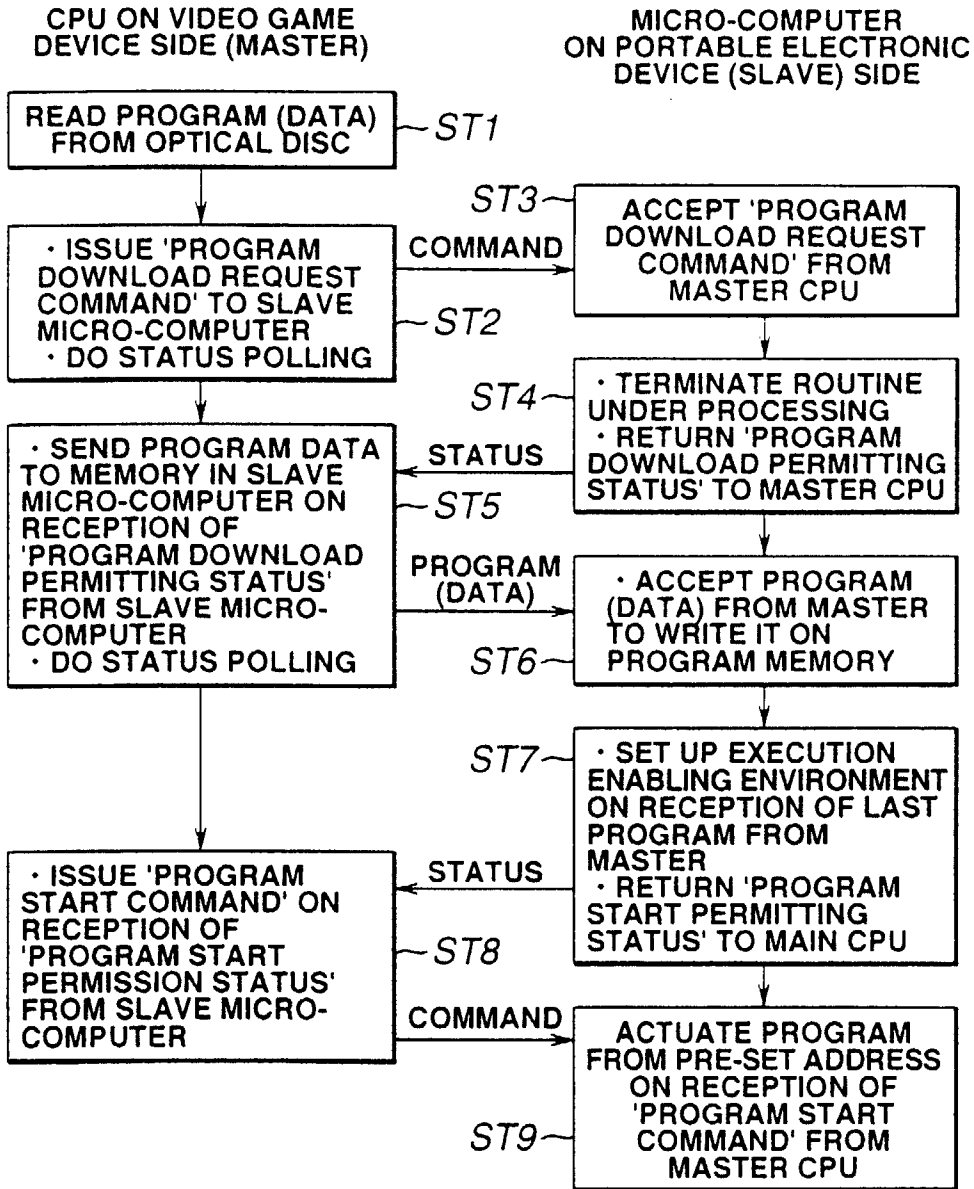 CPU ON VIDEO GAME
DEVICE SIDE (MASTER)
MICRO-COMPUTER
ON PORTABLE ELECTRONIC
DEVICE (SLAVE) SIDE
READ PROGRAM (DATA)
FROM OPTICAL DISC
ST1
· ISSUE 'PROGRAM
DOWNLOAD REQUEST
COMMAND' TO SLAVE
MICRO-COMPUTER
· DO STATUS POLLING
ST2
COMMAND
ST3
ACCEPT 'PROGRAM
DOWNLOAD REQUEST
COMMAND' FROM
MASTER CPU
ST4
· TERMINATE ROUTINE
UNDER PROCESSING
· RETURN 'PROGRAM
DOWNLOAD PERMITTING
STATUS' TO MASTER CPU
STATUS
· SEND PROGRAM DATA
TO MEMORY IN SLAVE
MICRO-COMPUTER ON
RECEPTION OF
'PROGRAM DOWNLOAD
PERMITTING STATUS'
FROM SLAVE MICRO-
COMPUTER
· DO STATUS POLLING
ST5
PROGRAM
(DATA)
· ACCEPT PROGRAM
(DATA) FROM MASTER
TO WRITE IT ON
PROGRAM MEMORY
ST6
ST7
· SET UP EXECUTION
ENABLING ENVIRONMENT
ON RECEPTION OF LAST
PROGRAM FROM
MASTER
· RETURN 'PROGRAM
START PERMITTING
STATUS' TO MAIN CPU
STATUS
· ISSUE 'PROGRAM
START COMMAND' ON
RECEPTION OF
'PROGRAM START
PERMISSION STATUS'
FROM SLAVE MICRO-
COMPUTER
ST8
COMMAND
ACTUATE PROGRAM
FROM PRE-SET ADDRESS
ON RECEPTION OF
'PROGRAM START
COMMAND' FROM
MASTER CPU
ST9